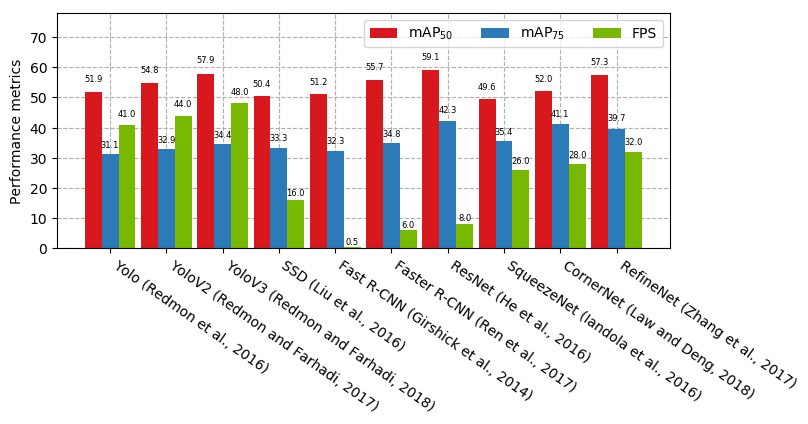 mAP50 mAP75 FPS
Performance metrics
70
60
50
40
30
20
10
0
51.9 31.1 41.0
54.8 32.9 44.0
57.9 34.4 48.0
50.4 33.3 16.0
51.2 32.3 0.5
55.7 34.8 6.0
59.1 42.3 8.0
49.6 35.4 26.0
52.0 41.1 28.0
57.3 39.7 32.0
Yolo (Redmon et al., 2016)
YoloV2 (Redmon and Farhadi, 2017)
YoloV3 (Redmon and Farhadi, 2018)
SSD (Liu et al., 2016)
Fast R-CNN (Girshick et al., 2014)
Faster R-CNN (Ren et al., 2017)
ResNet (He et al., 2016)
SqueezeNet (Iandola et al., 2016)
CornerNet (Law and Deng, 2018)
RefineNet (Zhang et al., 2017)